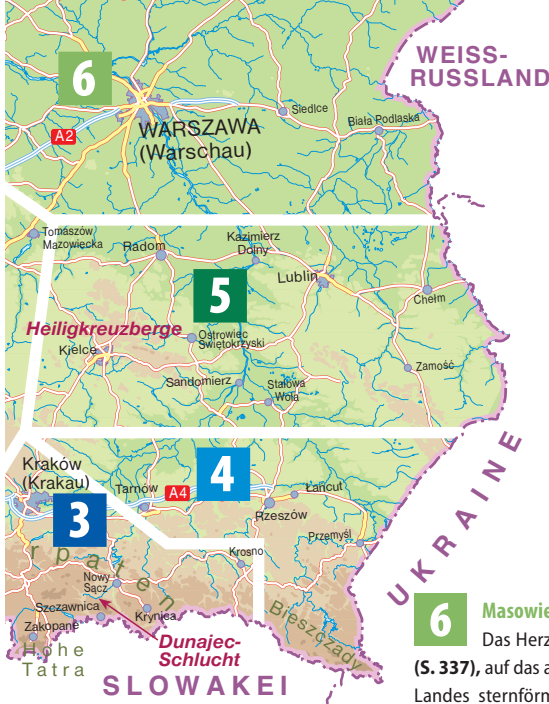 WEISS-
RUSSLAND
6
Siedlce
Biała Podlaska
A2
WARSZAWA
(Warschau)
Tomaszów
Mazowiecka
Radom
Kazimierz
Dolny
Lublin
5
Chełm
Heiligkreuzberge
Ostrowiec
Świętokrzyski
Kielce
Zamość
Sandomierz
Stalowa
Wola
Kraków
(Krakau)
4
Tarnów
A4
Łańcut
Rzeszów
3
Przemyśl
UKRAINE
Krosno
rpaten
Nowy
Sącz
Szczawnica
Krynica
Bieszczady
Zakopane
Hohe
Tatra
Dunajec-
Schlucht
SLOWAKEI
6
Masowie
Das Herz
(S. 337), auf das a
Landes sternförm